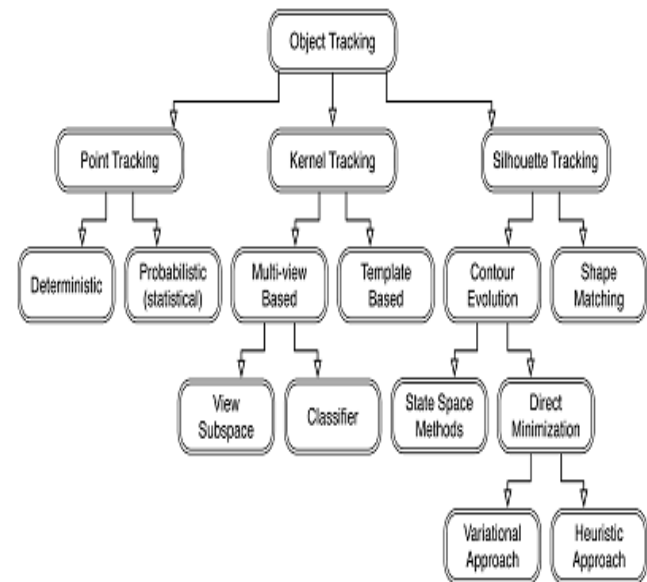 Object Tracking
Point Tracking
Kernel Tracking
Silhouette Tracking
Deterministic
Probabilistic
(statistical)
Multi-view
Based
Template
Based
Contour
Evolution
Shape
Matching
View
Subspace
Classifier
State Space
Methods
Direct
Minimization
Variational
Approach
Heuristic
Approach